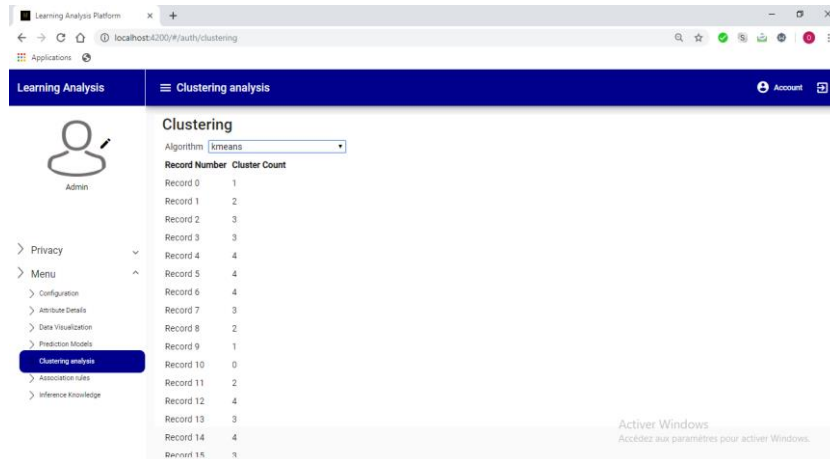 Learning Analysis Platform
localhost:4200/#/auth/clustering
Applications
Learning Analysis
Clustering analysis
Account
Admin
Privacy
Menu
Configuration
Attribute Details
Data Visualization
Prediction Models
Clustering analysis
Association rules
Inference Knowledge
Clustering
Algorithm kmeans
Record Number Cluster Count
Record 0 1
Record 1 2
Record 2 3
Record 3 3
Record 4 4
Record 5 4
Record 6 4
Record 7 3
Record 8 2
Record 9 1
Record 10 0
Record 11 2
Record 12 4
Record 13 3
Record 14 4
Record 15 3
Activer Windows
Accédez aux paramètres pour activer Windows.